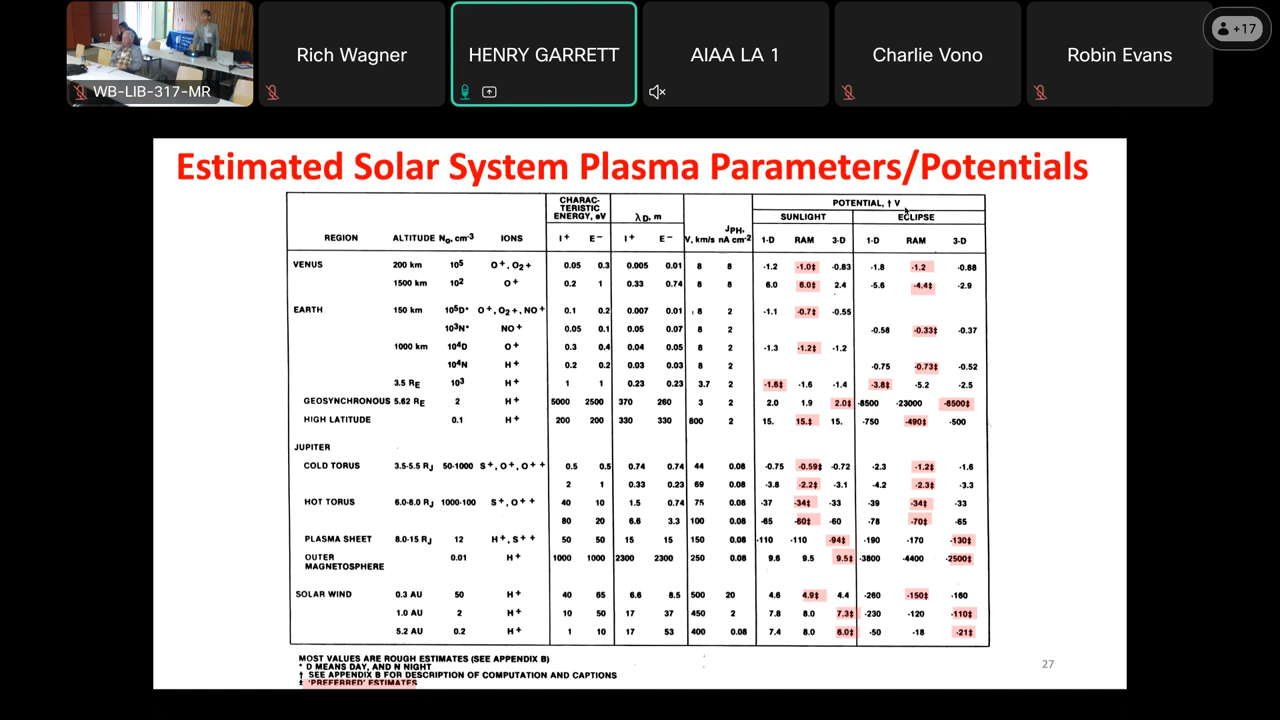 WB-LIB-317-MR
Rich Wagner
HENRY GARRETT
AIAA LA 1
Charlie Vono
Robin Evans
+17
Estimated Solar System Plasma Parameters/Potentials
CHARAC-
TERISTIC
ENERGY, eV
λD, m
POTENTIAL, † V
SUNLIGHT ECLIPSE
REGION ALTITUDE No, cm-3 IONS I+ E− I+ E− V, km/s JPH, nA cm-2 1-D RAM 3-D 1-D RAM 3-D
VENUS 200 km 10^5 O+, O2+ 0.05 0.3 0.005 0.01 8 8 -1.2 -1.0‡ -0.83 -1.8 -1.2 -0.88
1500 km 10^2 O+ 0.2 1 0.33 0.74 8 8 6.0 6.0‡ 2.4 -5.6 -4.4‡ -2.9
EARTH 150 km 10^5D* O+, O2+, NO+ 0.1 0.2 0.007 0.01 8 2 -1.1 -0.7‡ -0.55
10^3N* NO+ 0.05 0.1 0.05 0.07 8 2 -0.58 -0.33‡ -0.37
1000 km 10^4D O+ 0.3 0.4 0.04 0.05 8 2 -1.3 -1.2‡ -1.2
10^4N H+ 0.2 0.2 0.03 0.03 8 2 -0.75 -0.73‡ -0.52
3.5 RE 10^3 H+ 1 1 0.23 0.23 3.7 2 -1.6‡ -1.6 -1.4 -3.8‡ -5.2 -2.5
GEOSYNCHRONOUS 5.62 RE 2 H+ 5000 2500 370 260 3 2 2.0 1.9 2.0‡ -8500 -23000 -6500‡
HIGH LATITUDE 0.1 H+ 200 200 330 330 800 2 15. 15.‡ 15. -750 -490‡ -500
JUPITER
COLD TORUS 3.5-5.5 RJ 50-1000 S+, O+, O++ 0.5 0.5 0.74 0.74 44 0.08 -0.75 -0.59‡ -0.72 -2.3 -1.2‡ -1.6
2 1 0.33 0.23 69 0.08 -3.8 -2.2‡ -3.1 -4.2 -2.3‡ -3.3
HOT TORUS 6.0-8.0 RJ 1000-100 S+, O++ 40 10 1.5 0.74 75 0.08 -37 -34‡ -33 -39 -34‡ -33
80 20 6.6 3.3 100 0.08 -65 -60‡ -60 -78 -70‡ -65
PLASMA SHEET 8.0-15 RJ 12 H+, S++ 50 50 15 15 150 0.08 -110 -110 -94‡ -190 -170 -130‡
OUTER
MAGNETOSPHERE 0.01 H+ 1000 1000 2300 2300 250 0.08 9.6 9.5 9.5‡ -3800 -4400 -2500‡
SOLAR WIND 0.3 AU 50 H+ 40 65 6.6 8.5 500 20 4.6 4.9‡ 4.4 -260 -150‡ -160
1.0 AU 2 H+ 10 50 17 37 450 2 7.8 8.0 7.3‡ -230 -120 -110‡
5.2 AU 0.2 H+ 1 10 17 53 400 0.08 7.4 8.0 6.0‡ -50 -18 -21‡
MOST VALUES ARE ROUGH ESTIMATES (SEE APPENDIX B)
* D MEANS DAY, AND N NIGHT
† SEE APPENDIX B FOR DESCRIPTION OF COMPUTATION AND CAPTIONS
‡ 'PREFERRED' ESTIMATES
27